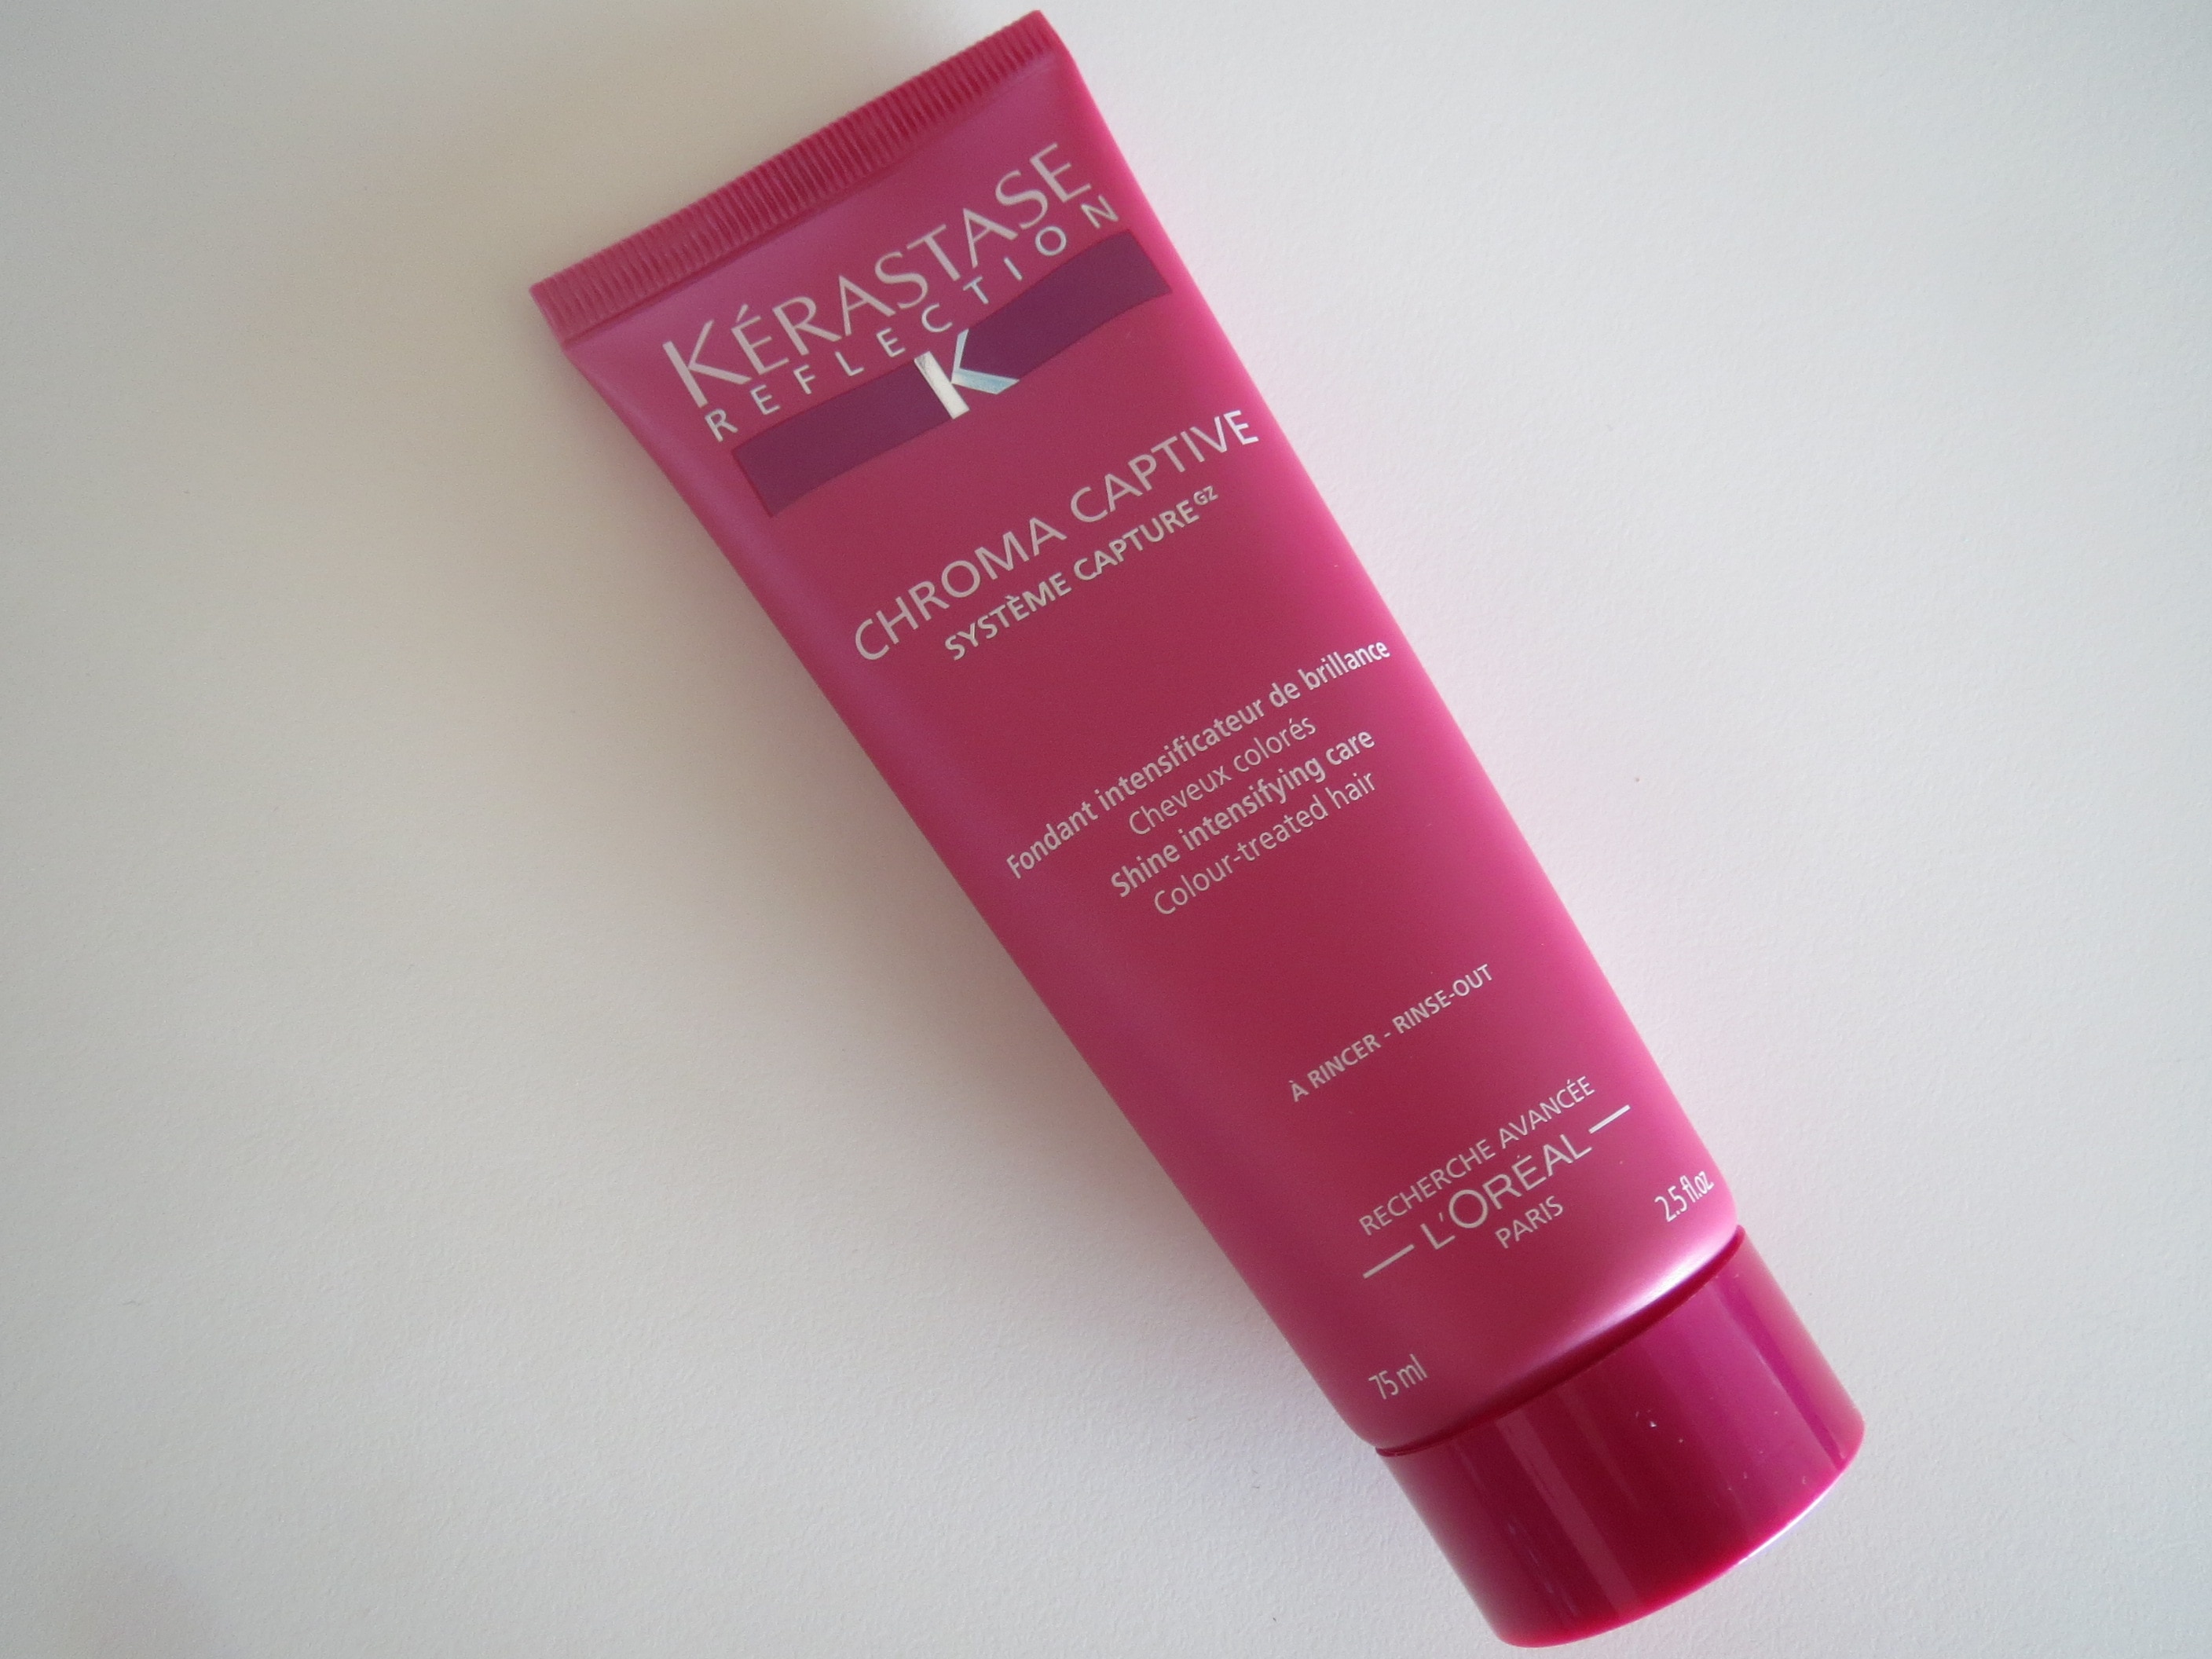 KÉRASTASE
REFLECTION
K
CHROMA CAPTIVE
SYSTÈME CAPTURE GZ
Fondant intensificateur de brillance
Cheveux colorés
Shine intensifying care
Colour-treated hair
À RINCER - RINSE-OUT
RECHERCHE AVANCÉE
L'ORÉAL
PARIS
75 ml 2.5 fl.oz